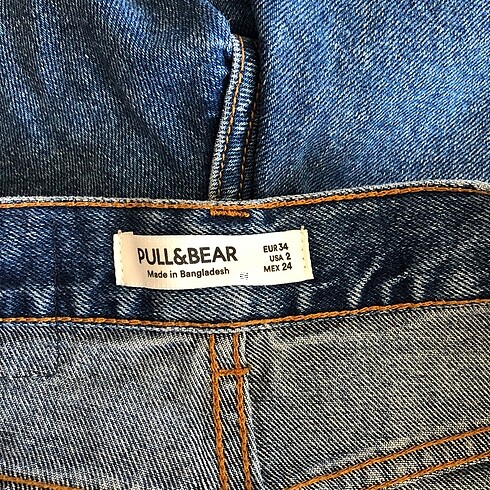 PULL&BEAR
Made in Bangladesh
EUR 34
USA 2
MEX 24